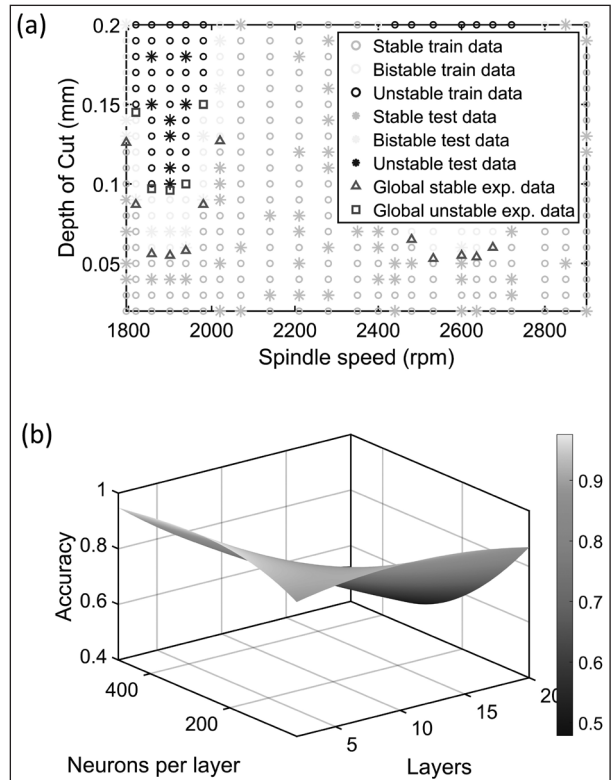 (a)
0.2
0.15
0.1
0.05
Depth of Cut (mm)
Stable train data
Bistable train data
Unstable train data
Stable test data
Bistable test data
Unstable test data
Global stable exp. data
Global unstable exp. data
1800 2000 2200 2400 2600 2800
Spindle speed (rpm)
(b)
1
0.8
0.6
0.4
Accuracy
400
200
Neurons per layer
5
10
15
20
Layers
0.9
0.8
0.7
0.6
0.5